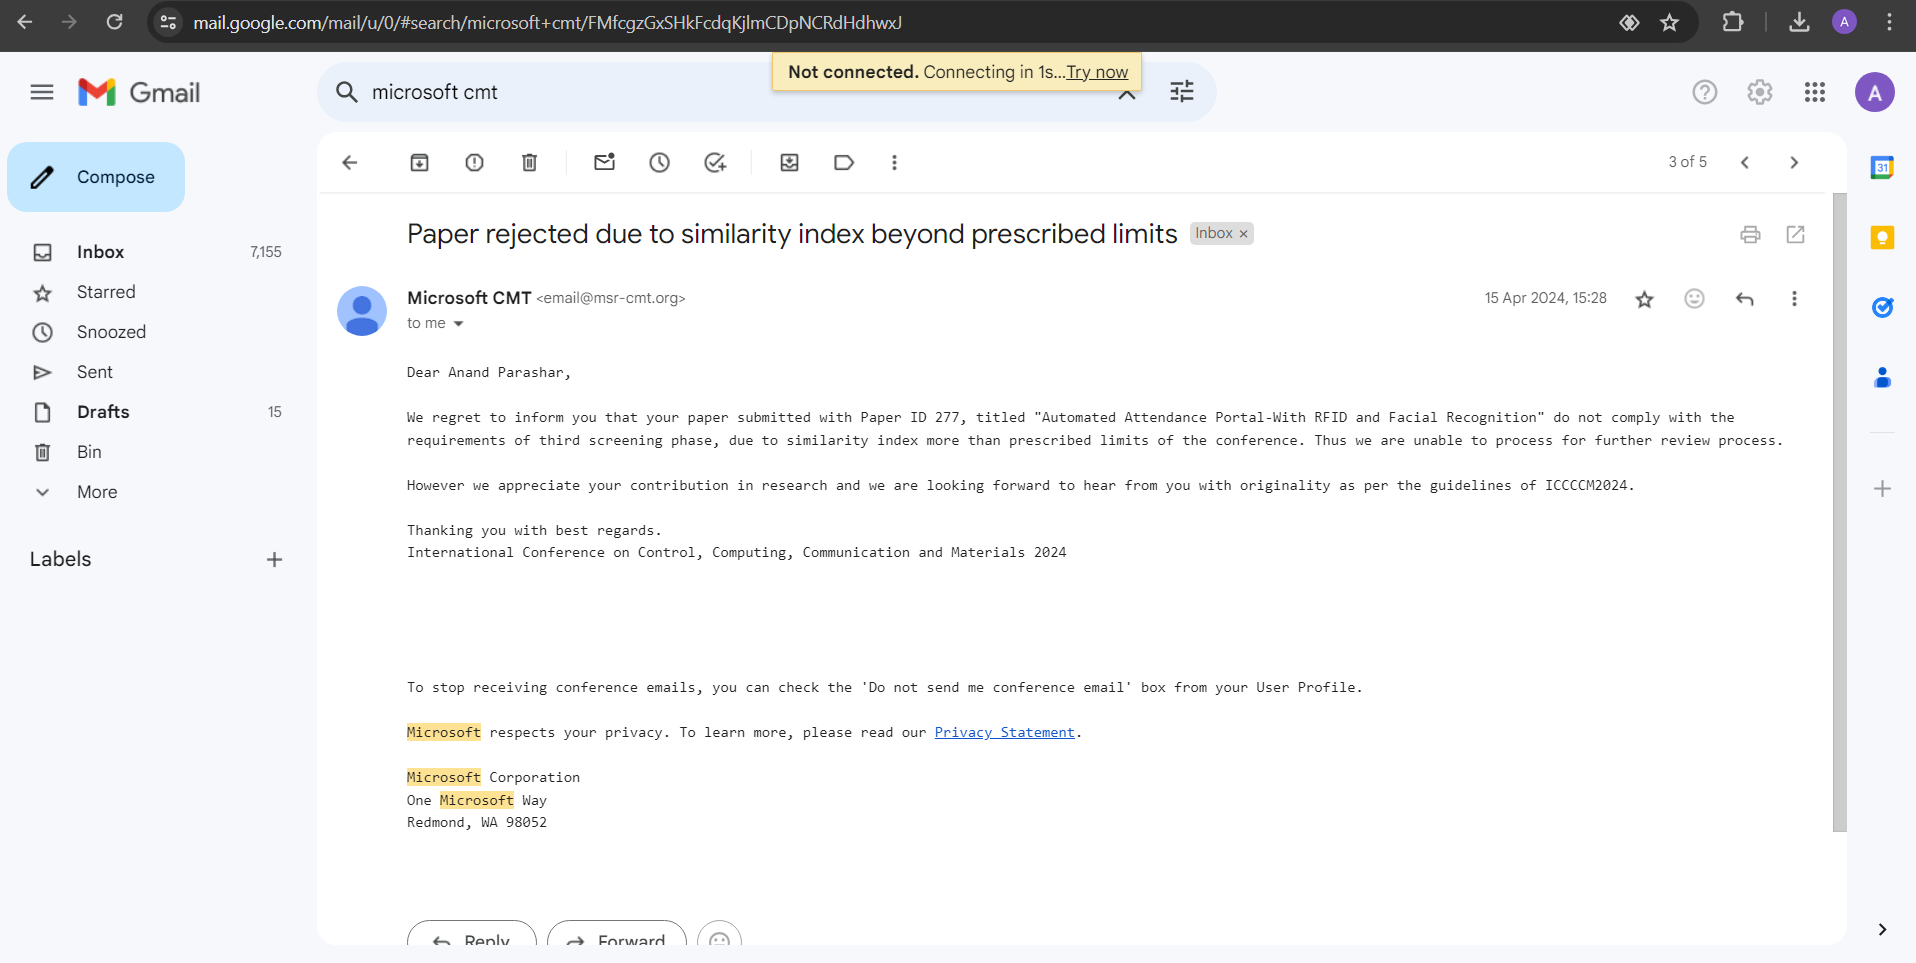 mail.google.com/mail/u/0/#search/microsoft+cmt/FMfcgzGxSHkFcdqKjlmCDpNCRdHdhwxJ
A
Not connected. Connecting in 1s...Try now
Gmail
microsoft cmt
A
Compose
3 of 5
31
Inbox 7,155
Starred
Snoozed
Sent
Drafts 15
Bin
More
Labels
Paper rejected due to similarity index beyond prescribed limits Inbox ×
Microsoft CMT <email@msr-cmt.org> 15 Apr 2024, 15:28
to me
Dear Anand Parashar,
We regret to inform you that your paper submitted with Paper ID 277, titled "Automated Attendance Portal-With RFID and Facial Recognition" do not comply with the
requirements of third screening phase, due to similarity index more than prescribed limits of the conference. Thus we are unable to process for further review process.
However we appreciate your contribution in research and we are looking forward to hear from you with originality as per the guidelines of ICCCCM2024.
Thanking you with best regards.
International Conference on Control, Computing, Communication and Materials 2024
To stop receiving conference emails, you can check the 'Do not send me conference email' box from your User Profile.
Microsoft respects your privacy. To learn more, please read our Privacy Statement.
Microsoft Corporation
One Microsoft Way
Redmond, WA 98052
Reply Forward